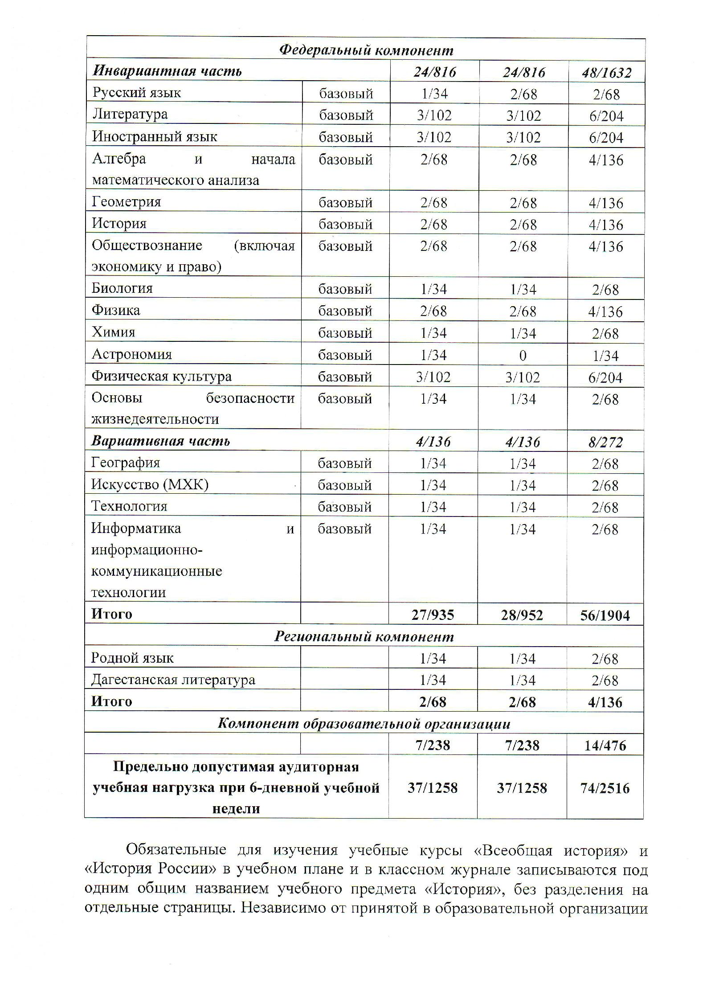 Федеральный компонент
Инвариантная часть 24/816 24/816 48/1632
Русский язык базовый 1/34 2/68 2/68
Литература базовый 3/102 3/102 6/204
Иностранный язык базовый 3/102 3/102 6/204
Алгебра и начала базовый 2/68 2/68 4/136
математического анализа
Геометрия базовый 2/68 2/68 4/136
История базовый 2/68 2/68 4/136
Обществознание (включая базовый 2/68 2/68 4/136
экономику и право)
Биология базовый 1/34 1/34 2/68
Физика базовый 2/68 2/68 4/136
Химия базовый 1/34 1/34 2/68
Астрономия базовый 1/34 0 1/34
Физическая культура базовый 3/102 3/102 6/204
Основы безопасности базовый 1/34 1/34 2/68
жизнедеятельности
Вариативная часть 4/136 4/136 8/272
География базовый 1/34 1/34 2/68
Искусство (МХК) базовый 1/34 1/34 2/68
Технология базовый 1/34 1/34 2/68
Информатика и базовый 1/34 1/34 2/68
информационно-
коммуникационные
технологии
Итого 27/935 28/952 56/1904
Региональный компонент
Родной язык 1/34 1/34 2/68
Дагестанская литература 1/34 1/34 2/68
Итого 2/68 2/68 4/136
Компонент образовательной организации
7/238 7/238 14/476
Предельно допустимая аудиторная
учебная нагрузка при 6-дневной учебной 37/1258 37/1258 74/2516
недели
Обязательные для изучения учебные курсы «Всеобщая история» и
«История России» в учебном плане и в классном журнале записываются под
одним общим названием учебного предмета «История», без разделения на
отдельные страницы. Независимо от принятой в образовательной организации